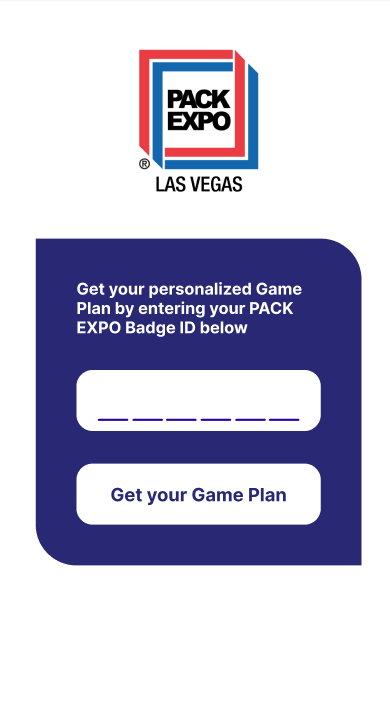 PACK
EXPO
®
LAS VEGAS
Get your personalized Game
Plan by entering your PACK
EXPO Badge ID below
Get your Game Plan